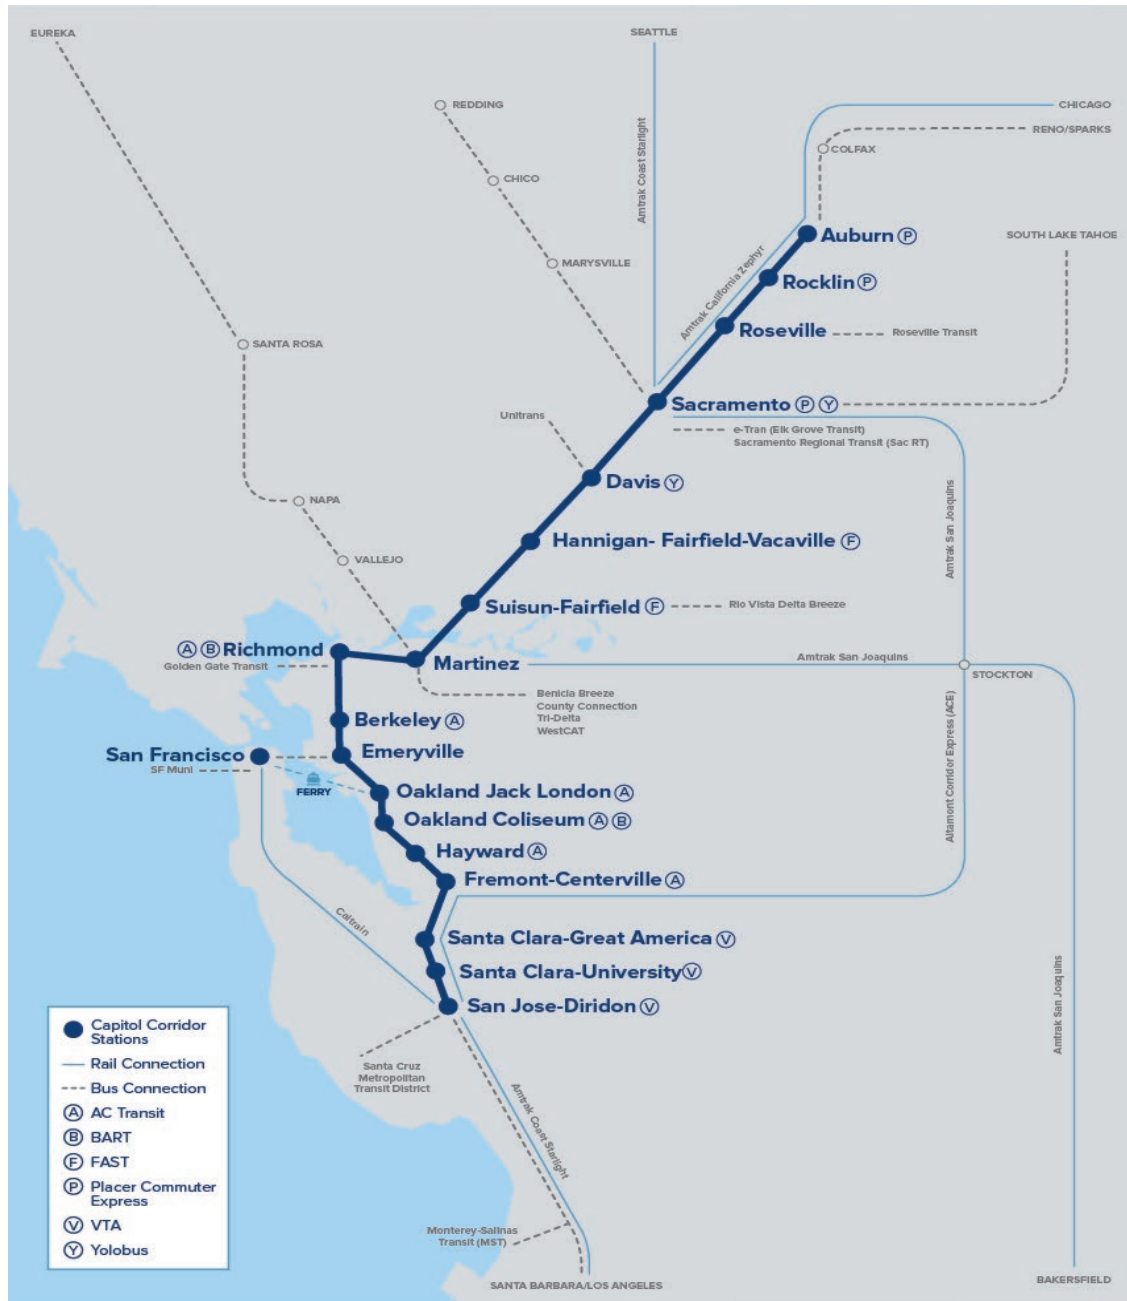 EUREKA
SEATTLE
REDDING
CHICAGO
RENO/SPARKS
COLFAX
Amtrak Coast Starlight
CHICO
Auburn P
SOUTH LAKE TAHOE
MARYSVILLE
Amtrak California Zephyr
Rocklin P
Roseville
Roseville Transit
SANTA ROSA
Sacramento P Y
Unitrans
e-Tran (Elk Grove Transit)
Sacramento Regional Transit (Sac RT)
Davis Y
NAPA
Amtrak San Joaquins
Hannigan- Fairfield-Vacaville F
VALLEJO
Suisun-Fairfield F
Rio Vista Delta Breeze
A B Richmond
Golden Gate Transit
Martinez
Amtrak San Joaquins
STOCKTON
Benicia Breeze
County Connection
Tri-Delta
WestCAT
Berkeley A
San Francisco
SF Muni
Emeryville
FERRY
Oakland Jack London A
Oakland Coliseum A B
Altamont Corridor Express (ACE)
Hayward A
Fremont-Centerville A
Caltrain
Santa Clara-Great America V
Santa Clara-University V
San Jose-Diridon V
Amtrak San Joaquins
Santa Cruz
Metropolitan
Transit District
Amtrak Coast Starlight
Monterey-Salinas
Transit (MST)
SANTA BARBARA/LOS ANGELES
BAKERSFIELD
Capitol Corridor
Stations
Rail Connection
Bus Connection
A AC Transit
B BART
F FAST
P Placer Commuter
Express
V VTA
Y Yolobus